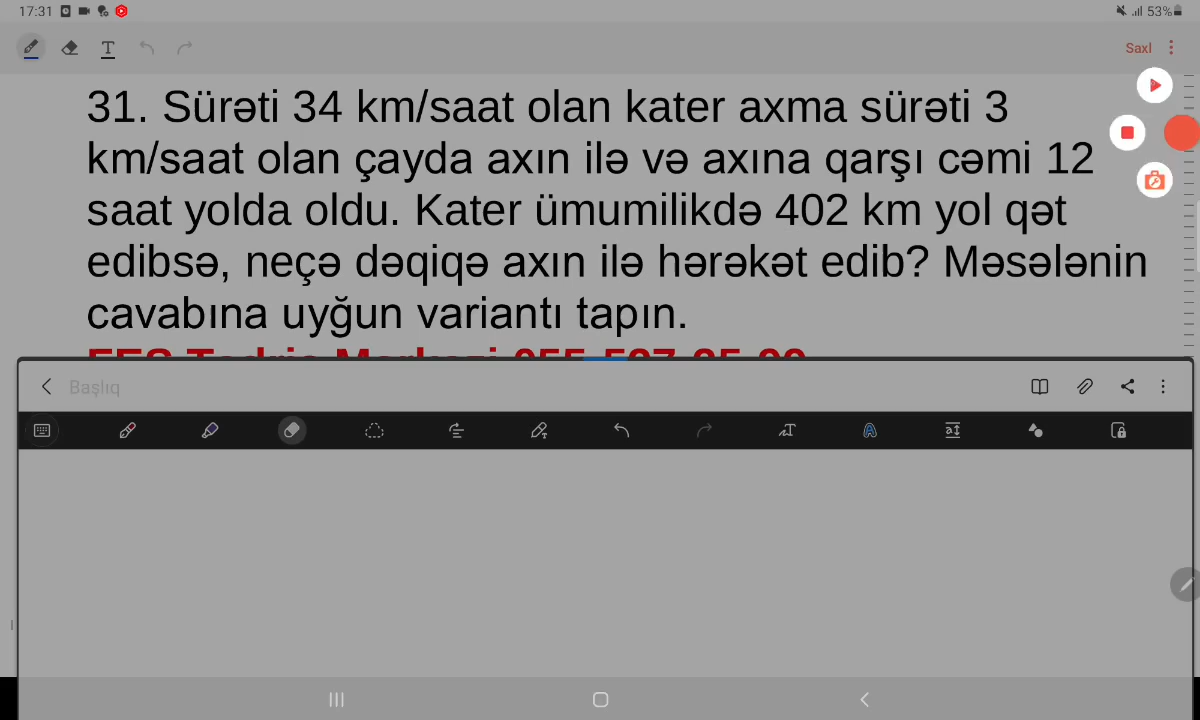 17:31
53%
T
Saxl
31. Sürəti 34 km/saat olan kater axma sürəti 3
km/saat olan çayda axın ilə və axına qarşı cəmi 12
saat yolda oldu. Kater ümumilikdə 402 km yol qət
edibsə, neçə dəqiqə axın ilə hərəkət edib? Məsələnin
cavabına uyğun variantı tapın.
Başlıq